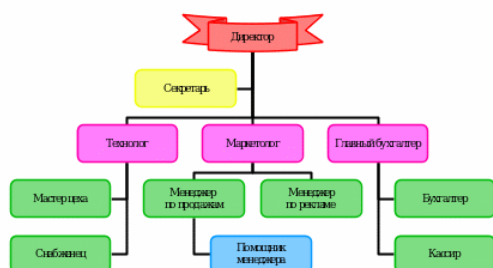 Директор
Секретарь
Технолог
Маркетолог
Главный бухгалтер
Мастер цеха
Менеджер
по продажам
Менеджер
по рекламе
Бухгалтер
Снабженец
Помощник
менеджера
Кассир